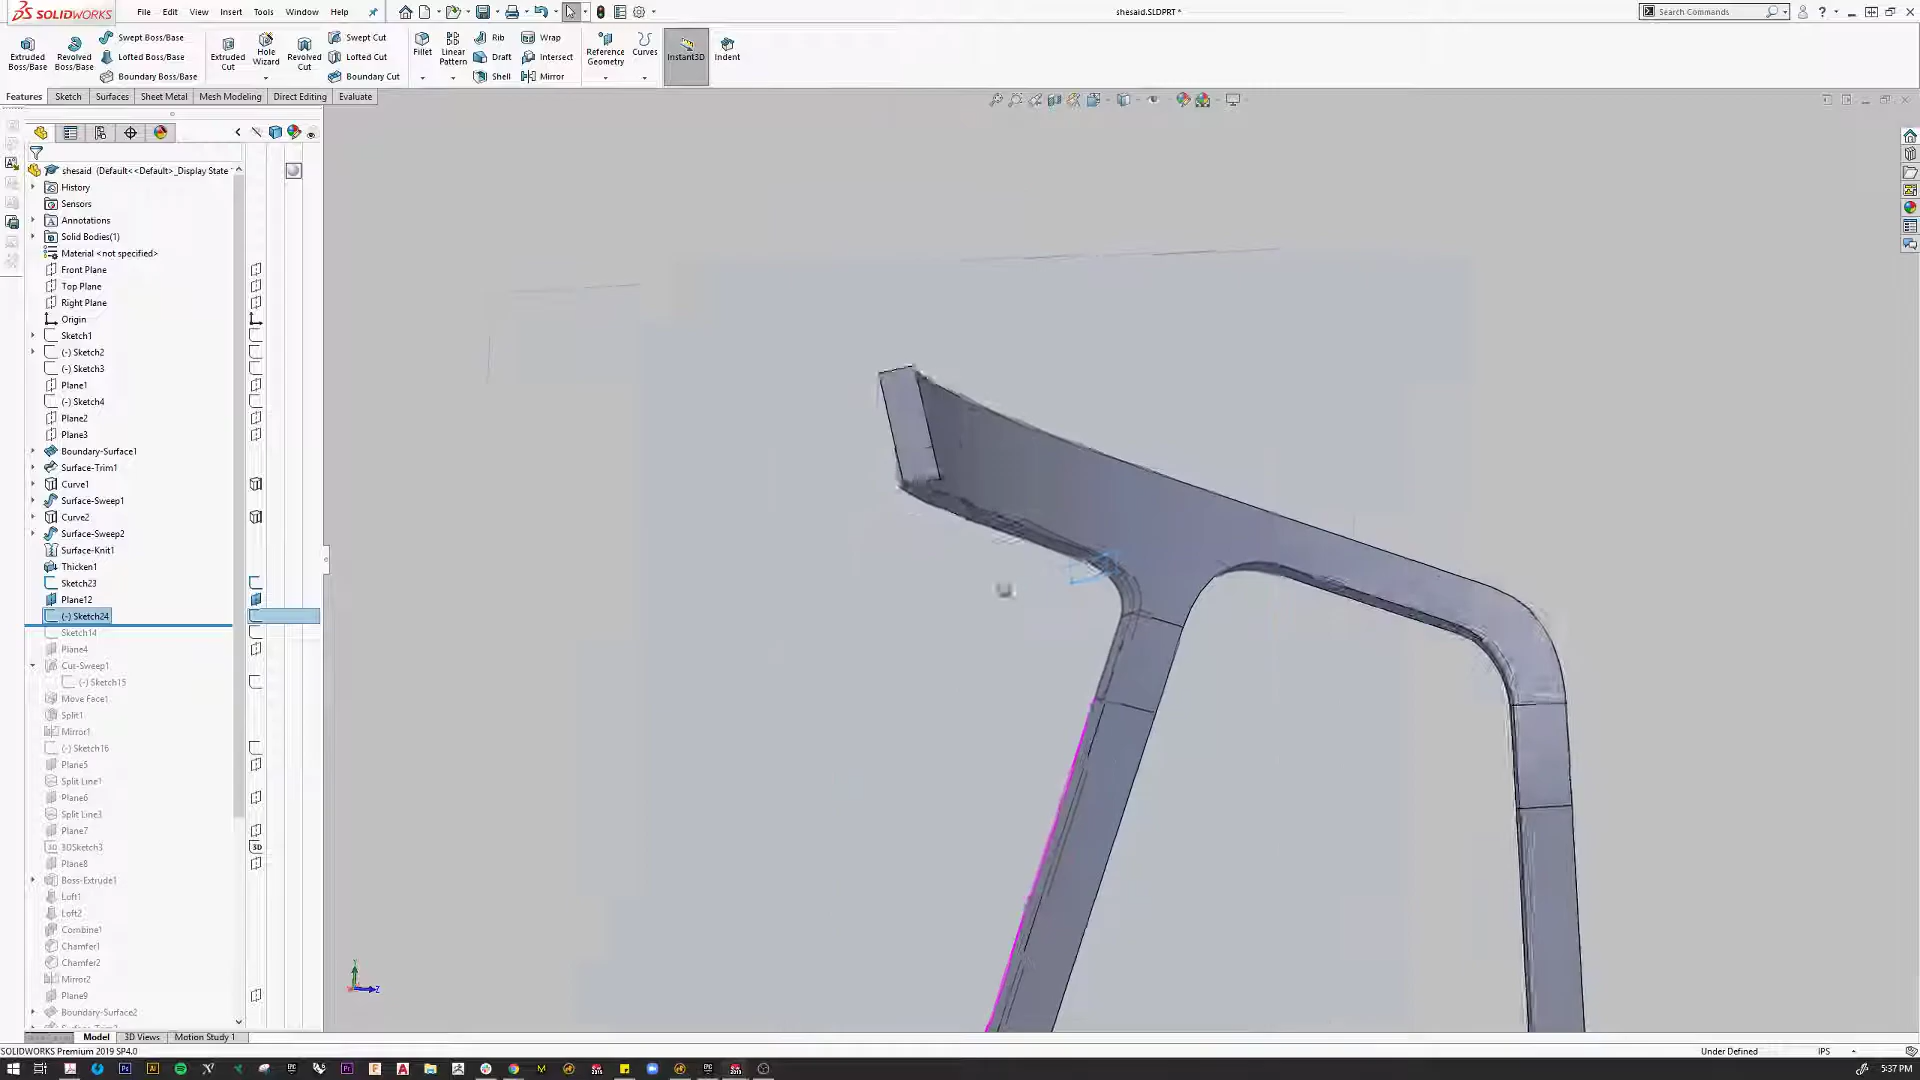 SOLIDWORKS
File
Edit
View
Insert
Tools
Window
Help
shesaid.SLDPRT *
Search Commands
Extruded Boss/Base
Revolved Boss/Base
Swept Boss/Base
Lofted Boss/Base
Boundary Boss/Base
Extruded Cut
Hole Wizard
Revolved Cut
Swept Cut
Lofted Cut
Boundary Cut
Fillet
Linear Pattern
Rib
Draft
Shell
Wrap
Intersect
Mirror
Reference Geometry
Curves
Instant3D
Indent
Features
Sketch
Surfaces
Sheet Metal
Mesh Modeling
Direct Editing
Evaluate
shesaid (Default<<Default>_Display State
History
Sensors
Annotations
Solid Bodies(1)
Material <not specified>
Front Plane
Top Plane
Right Plane
Origin
Sketch1
(-) Sketch2
(-) Sketch3
Plane1
(-) Sketch4
Plane2
Plane3
Boundary-Surface1
Surface-Trim1
Curve1
Surface-Sweep1
Curve2
Surface-Sweep2
Surface-Knit1
Thicken1
Sketch23
Plane12
(-) Sketch24
Sketch14
Plane4
Cut-Sweep1
(-) Sketch15
Move Face1
Split1
Mirror1
(-) Sketch16
Plane5
Split Line1
Plane6
Split Line3
Plane7
3DSketch3
Plane8
Boss-Extrude1
Loft1
Loft2
Combine1
Chamfer1
Chamfer2
Mirror2
Plane9
Boundary-Surface2
Y
Z
Model
3D Views
Motion Study 1
SOLIDWORKS Premium 2019 SP4.0
Under Defined
IPS
5:37 PM